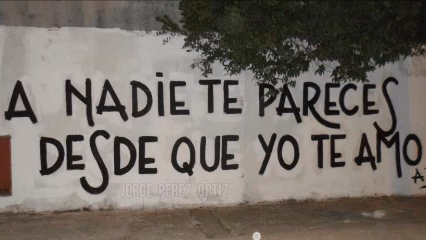 A NADIE TE PARECES
DESDE QUE YO TE AMO
JORGE PEREZ ORTIZ